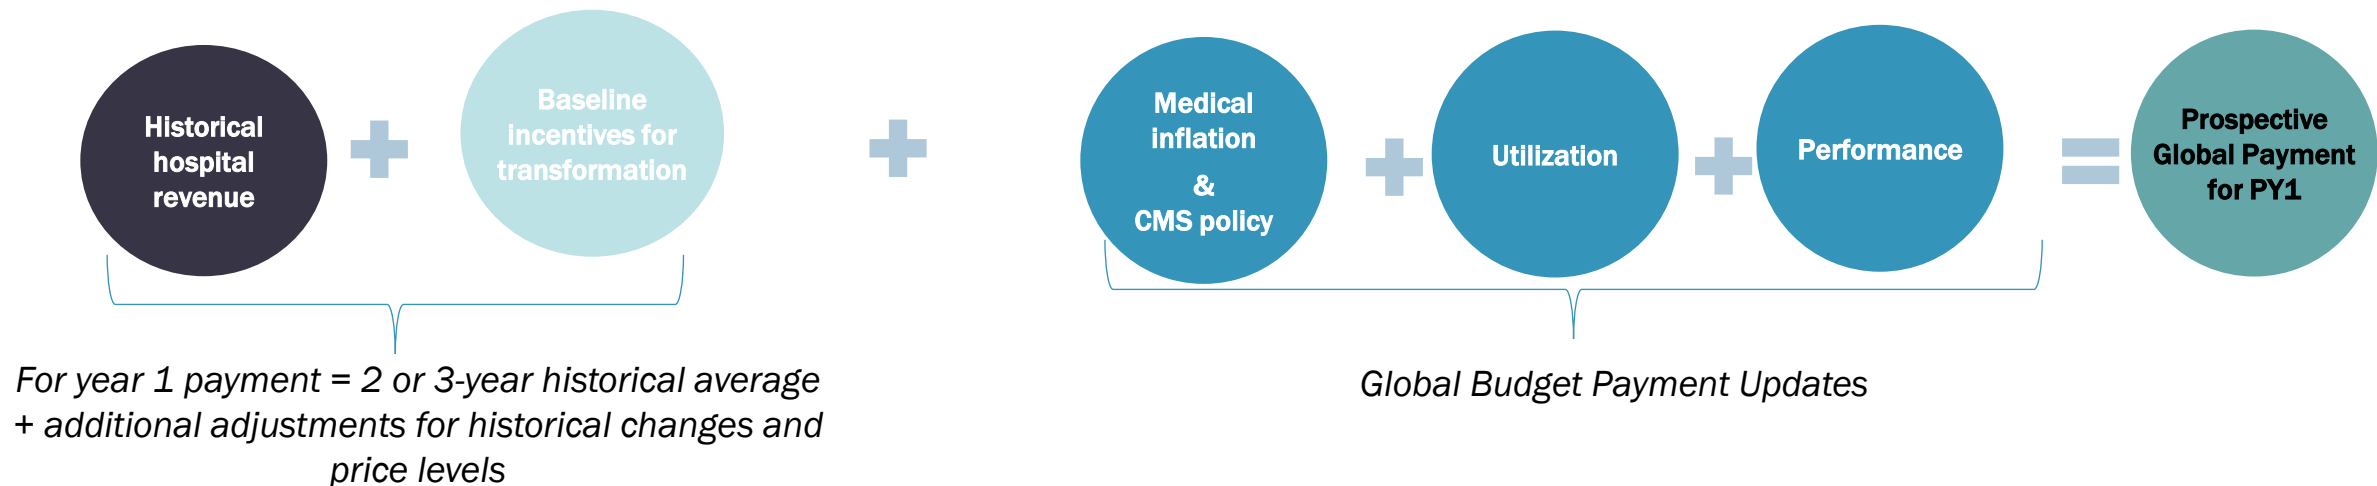 Historical
hospital
revenue
Baseline
incentives for
transformation
Medical
inflation
&
CMS policy
Utilization
Performance
Prospective
Global Payment
for PY1
For year 1 payment = 2 or 3-year historical average
+ additional adjustments for historical changes and
price levels
Global Budget Payment Updates